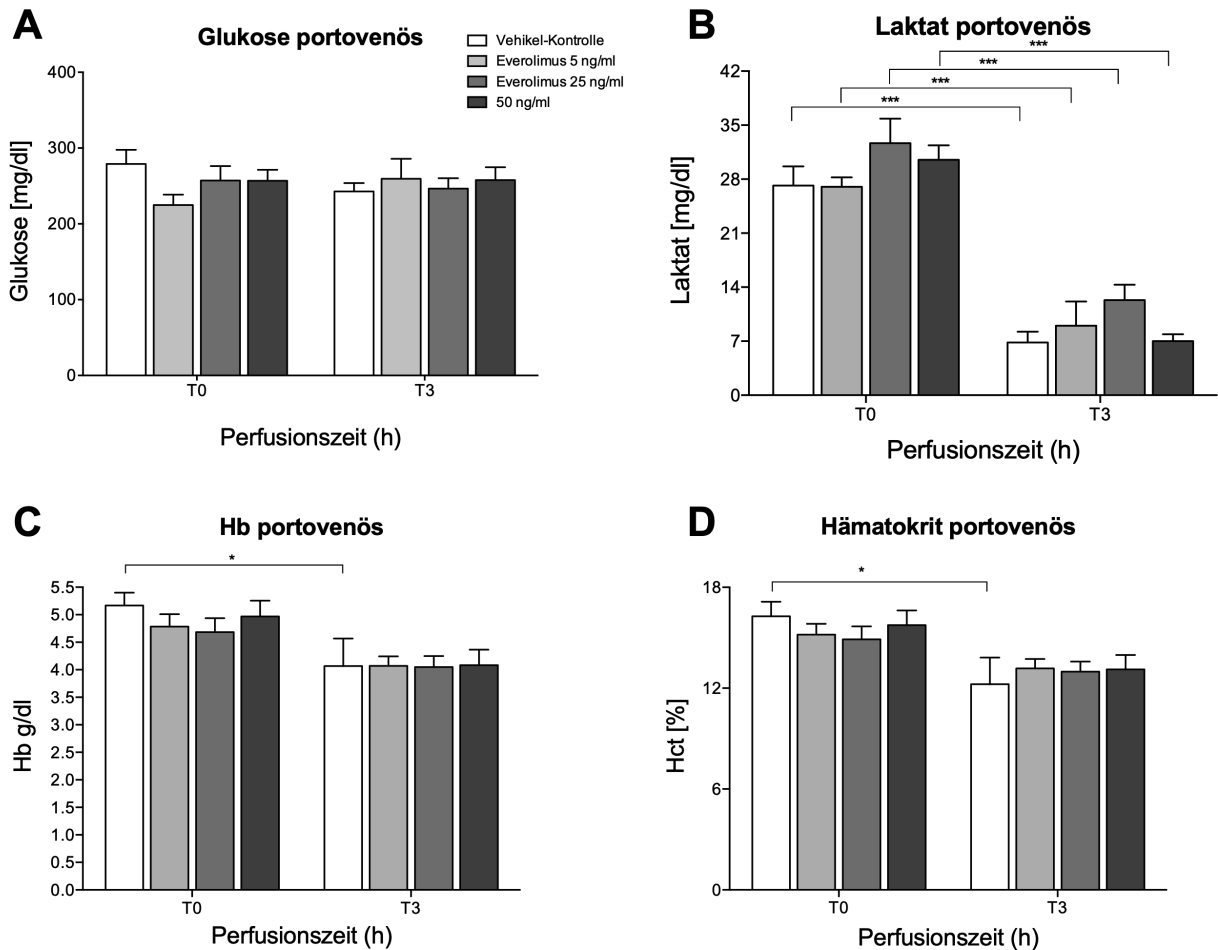 A
Glukose portovenös
Vehikel-Kontrolle
Everolimus 5 ng/ml
Everolimus 25 ng/ml
50 ng/ml
Glukose [mg/dl]
400
300
200
100
0
T0
T3
Perfusionszeit (h)
B
Laktat portovenös
***
***
***
***
Laktat [mg/dl]
42
35
28
21
14
7
0
T0
T3
Perfusionszeit (h)
C
Hb portovenös
*
Hb g/dl
5.5
5.0
4.5
4.0
3.5
3.0
2.5
2.0
1.5
1.0
0.5
0.0
T0
T3
Perfusionszeit (h)
D
Hämatokrit portovenös
*
Hct [%]
18
12
6
0
T0
T3
Perfusionszeit (h)